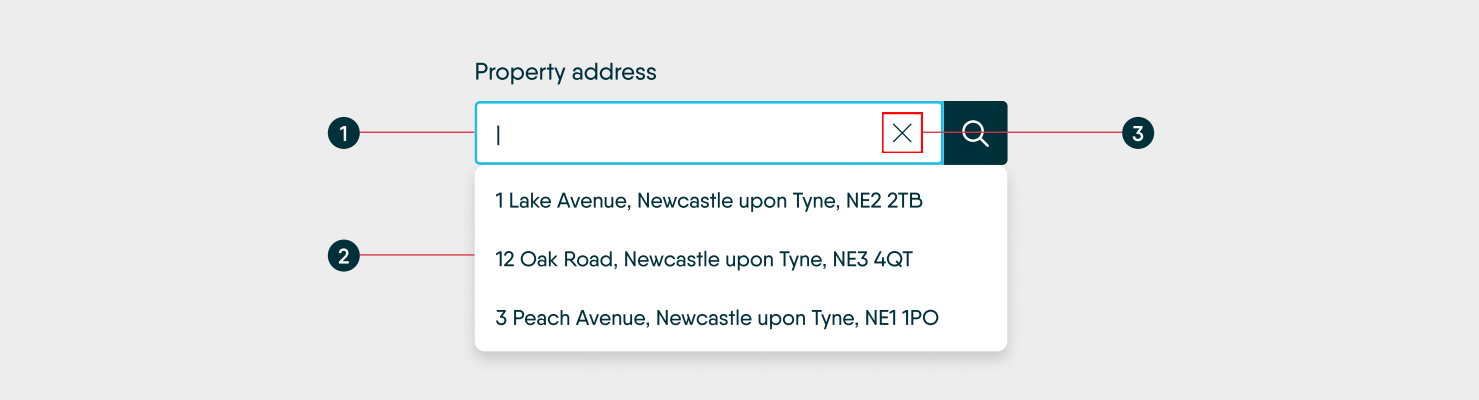 Property address
1
3
1 Lake Avenue, Newcastle upon Tyne, NE2 2TB
2
12 Oak Road, Newcastle upon Tyne, NE3 4QT
3 Peach Avenue, Newcastle upon Tyne, NE1 1PO